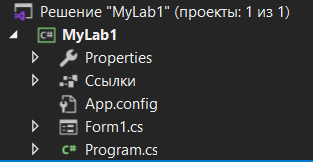 Решение "MyLab1" (проекты: 1 из 1)
C# MyLab1
Properties
Ссылки
App.config
Form1.cs
C# Program.cs